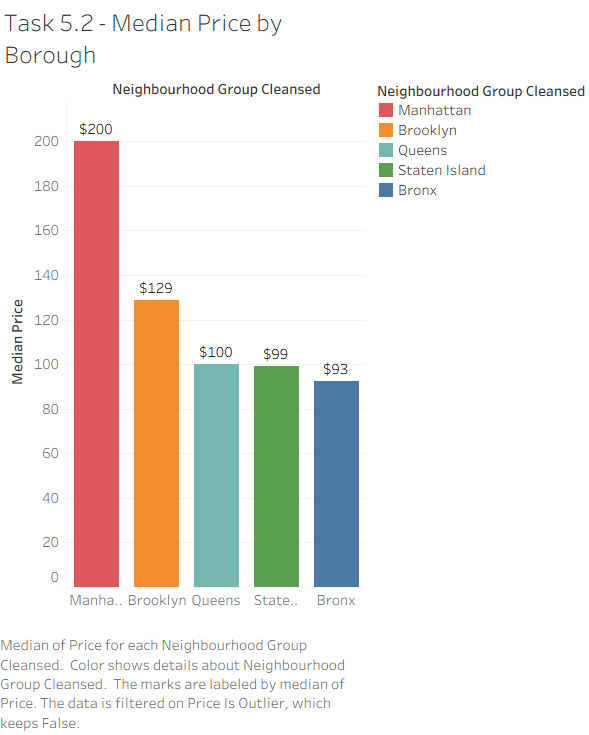 Task 5.2 - Median Price by
Borough
Neighbourhood Group Cleansed
Neighbourhood Group Cleansed
Manhattan
Brooklyn
Queens
Staten Island
Bronx
Median Price
200
180
160
140
120
100
80
60
40
20
0
$200
$129
$100
$99
$93
Manha.. Brooklyn Queens State.. Bronx
Median of Price for each Neighbourhood Group
Cleansed.  Color shows details about Neighbourhood
Group Cleansed.  The marks are labeled by median of
Price. The data is filtered on Price Is Outlier, which
keeps False.